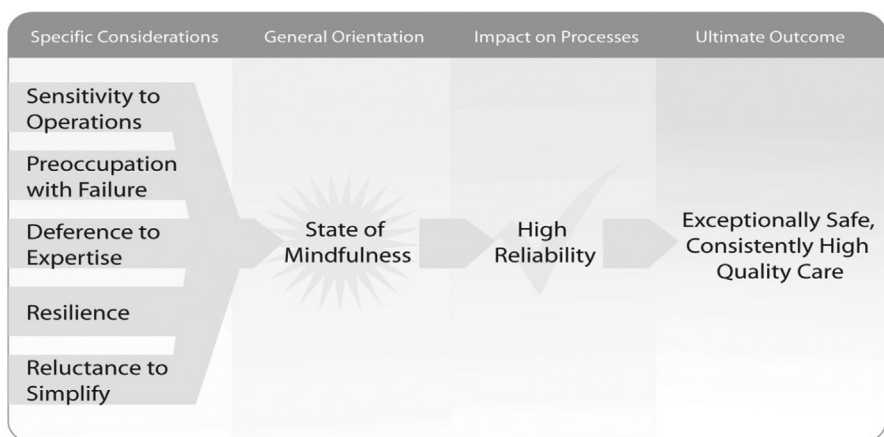 Specific Considerations
General Orientation
Impact on Processes
Ultimate Outcome
Sensitivity to
Operations
Preoccupation
with Failure
Deference to
Expertise
Resilience
Reluctance to
Simplify
State of
Mindfulness
High
Reliability
Exceptionally Safe,
Consistently High
Quality Care